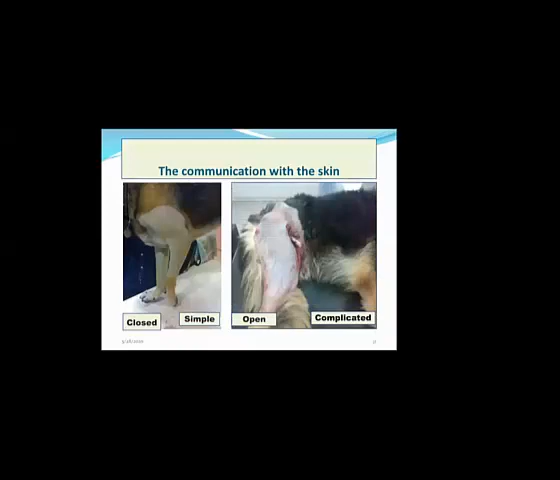 The communication with the skin
Closed
Simple
Open
Complicated